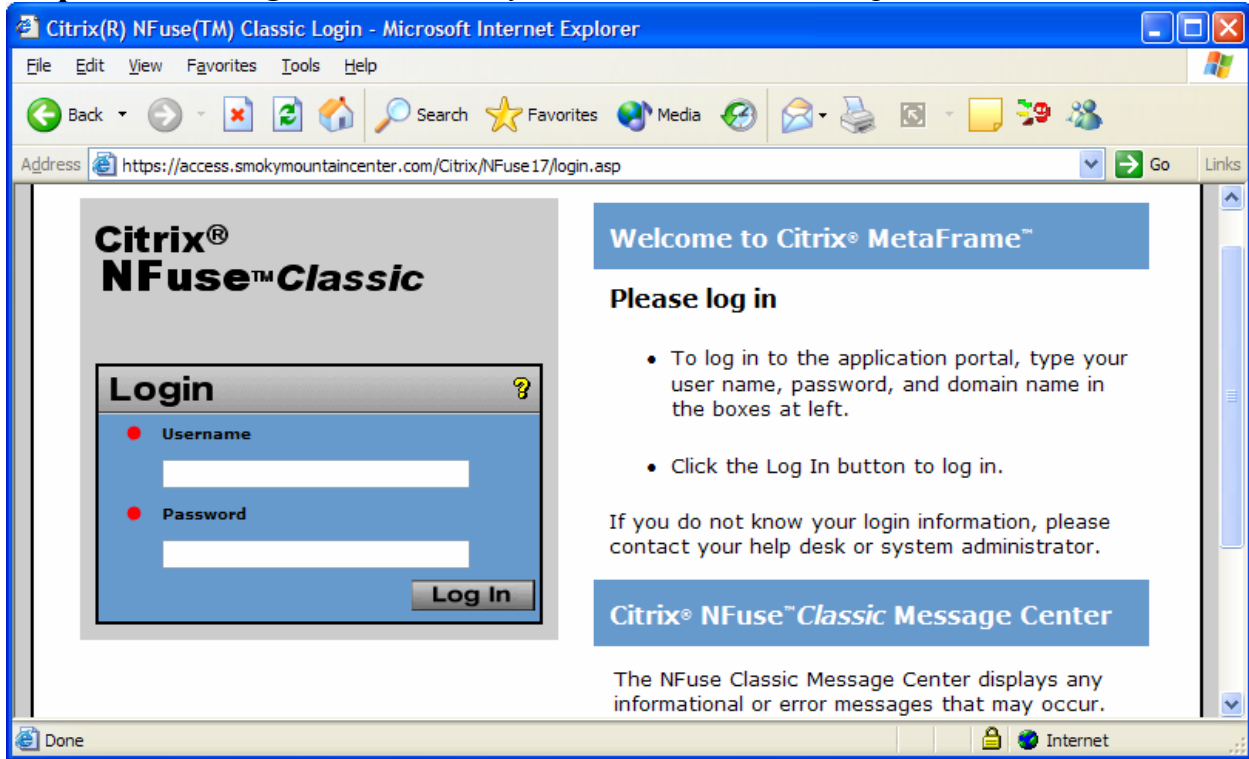 Citrix(R) NFuse(TM) Classic Login - Microsoft Internet Explorer
File Edit View Favorites Tools Help
Back Search Favorites Media
Address https://access.smokymountaincenter.com/Citrix/NFuse17/login.asp Go Links
Citrix®
NFuse™Classic
Login ?
Username
Password
Log In
Welcome to Citrix® MetaFrame™
Please log in
• To log in to the application portal, type your
user name, password, and domain name in
the boxes at left.
• Click the Log In button to log in.
If you do not know your login information, please
contact your help desk or system administrator.
Citrix® NFuse™Classic Message Center
The NFuse Classic Message Center displays any
informational or error messages that may occur.
Done Internet